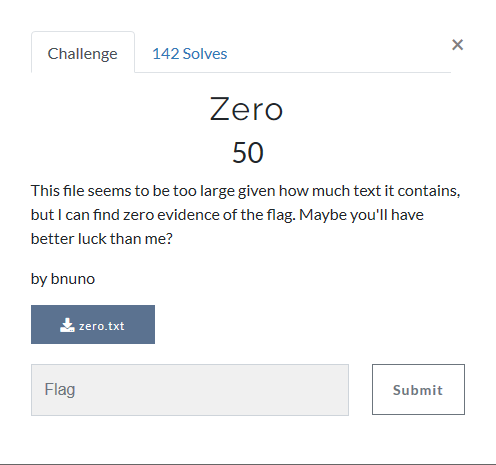 Challenge
142 Solves
×
Zero
50
This file seems to be too large given how much text it contains,
but I can find zero evidence of the flag. Maybe you'll have
better luck than me?
by bnuno
zero.txt
Flag
Submit